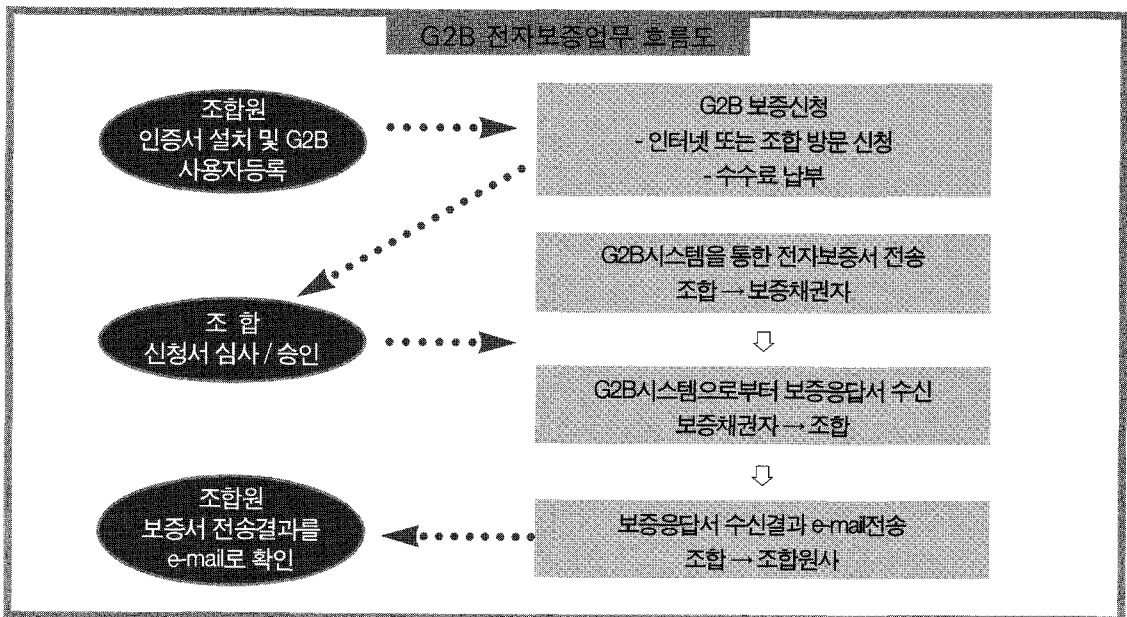 G2B 전자보증업무 흐름도
조합원
인증서 설치 및 G2B
사용자등록
G2B 보증신청
- 인터넷 또는 조합 방문 신청
- 수수료 납부
G2B시스템을 통한 전자보증서 전송
조합 → 보증채권자
조 합
신청서 심사 / 승인
G2B시스템으로부터 보증응답서 수신
보증채권자 → 조합
조합원
보증서 전송결과를
e-mail로 확인
보증응답서 수신결과 e-mail전송
조합 → 조합원사